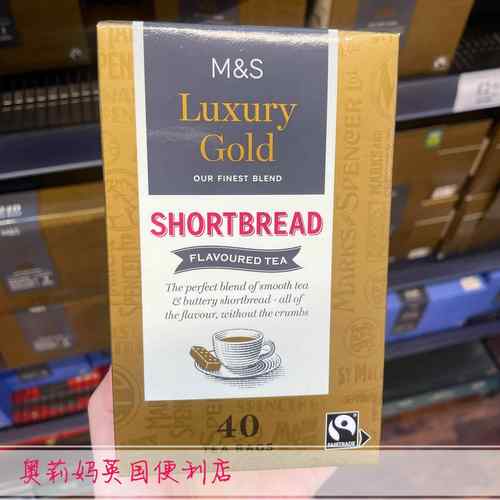 M&S
Luxury
Gold
OUR FINEST BLEND
SHORTBREAD
FLAVOURED TEA
The perfect blend of smooth tea
& buttery shortbread - all of
the flavour, without the crumbs
40
TEA BAGS
FAIRTRADE
M&S
奥莉妈英国便利店